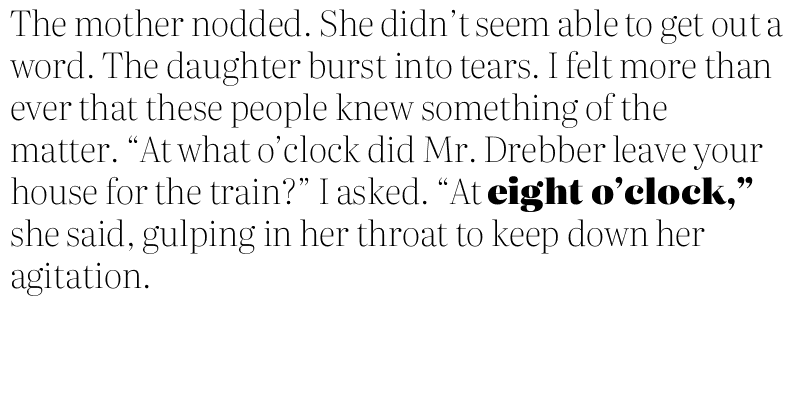 The mother nodded. She didn’t seem able to get out a
word. The daughter burst into tears. I felt more than
ever that these people knew something of the
matter. “At what o’clock did Mr. Drebber leave your
house for the train?” I asked. “At eight o’clock,”
she said, gulping in her throat to keep down her
agitation.